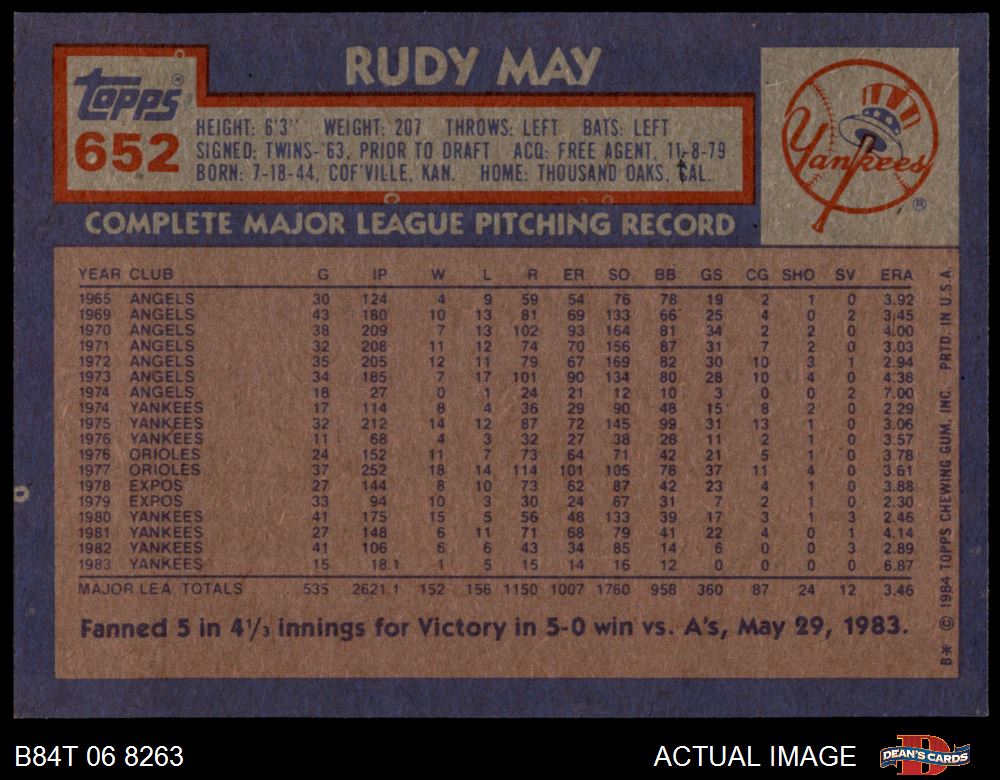 RUDY MAY
Topps®
652
HEIGHT: 6'3" WEIGHT: 207 THROWS: LEFT BATS: LEFT
SIGNED: TWINS-'63, PRIOR TO DRAFT ACQ: FREE AGENT, 11-8-79
BORN: 7-18-44, COF'VILLE, KAN. HOME: THOUSAND OAKS, CAL.
Yankees
®
COMPLETE MAJOR LEAGUE PITCHING RECORD
YEAR CLUB G IP W L R ER SO BB GS CG SHO SV ERA
1965 ANGELS 30 124 4 9 59 54 76 78 19 2 1 0 3.92
1969 ANGELS 43 180 10 13 81 69 133 66 25 4 0 2 3.45
1970 ANGELS 38 209 7 13 102 93 164 81 34 2 2 0 4.00
1971 ANGELS 32 208 11 12 74 70 156 87 31 7 2 0 3.03
1972 ANGELS 35 205 12 11 79 67 169 82 30 10 3 1 2.94
1973 ANGELS 34 185 7 17 101 90 134 80 28 10 4 0 4.38
1974 ANGELS 18 27 0 1 24 21 12 10 3 0 0 2 7.00
1974 YANKEES 17 114 8 4 36 29 90 48 15 8 2 0 2.29
1975 YANKEES 32 212 14 12 87 72 145 99 31 13 1 0 3.06
1976 YANKEES 11 68 4 3 32 27 38 28 11 2 1 0 3.57
1976 ORIOLES 24 152 11 7 73 64 71 42 21 5 1 0 3.78
1977 ORIOLES 37 252 18 14 114 101 105 78 37 11 4 0 3.61
1978 EXPOS 27 144 8 10 73 62 87 42 23 4 1 0 3.88
1979 EXPOS 33 94 10 3 30 24 67 31 7 2 1 0 2.30
1980 YANKEES 41 175 15 5 56 48 133 39 17 3 1 3 2.46
1981 YANKEES 27 148 6 11 71 68 79 41 22 4 0 1 4.14
1982 YANKEES 41 106 6 6 43 34 85 14 6 0 0 3 2.89
1983 YANKEES 15 18.1 1 5 15 14 16 12 0 0 0 0 6.87
MAJOR LEA TOTALS 535 2621.1 152 156 1150 1007 1760 958 360 87 24 12 3.46
Fanned 5 in 4⅓ innings for Victory in 5-0 win vs. A's, May 29, 1983.
B* © 1984 TOPPS CHEWING GUM, INC. PRTD. IN U.S.A.
B84T 06 8263
ACTUAL IMAGE
DEAN'S CARDS